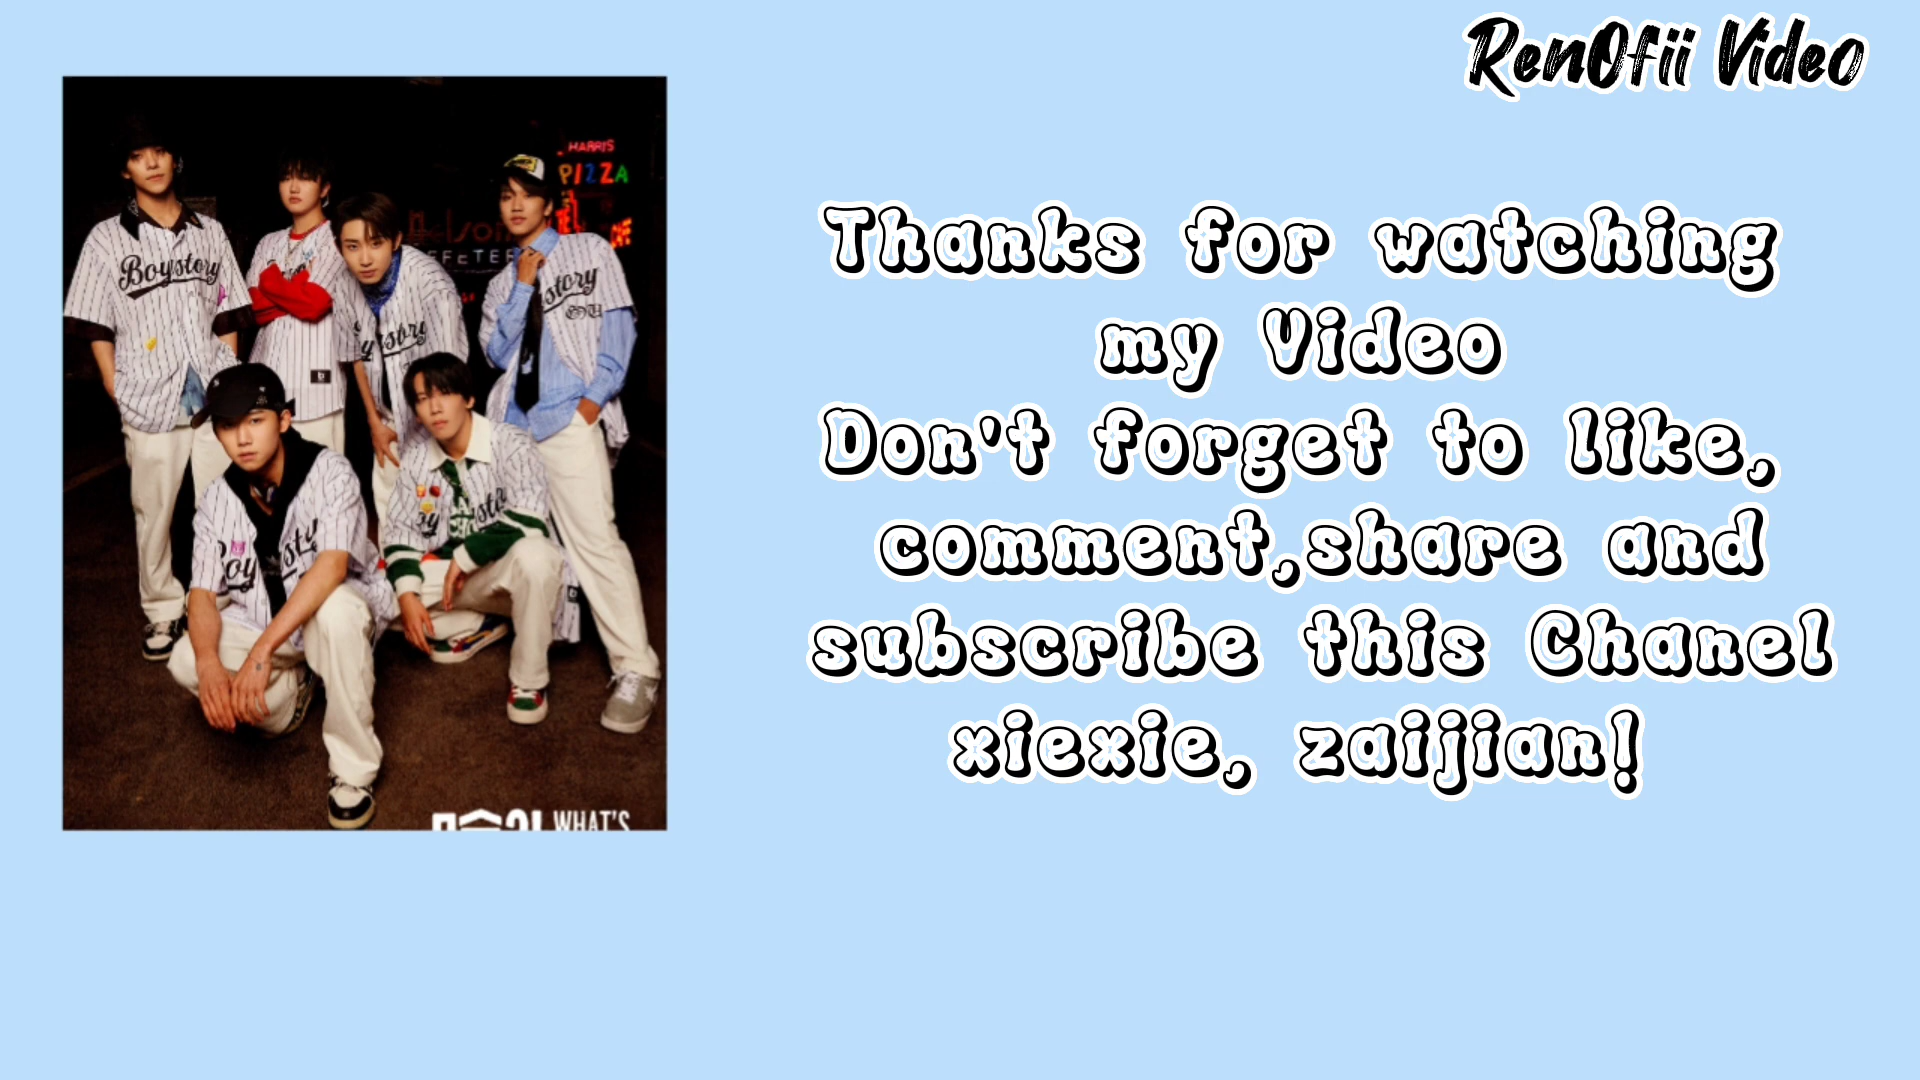 RenOfii Video
HARRIS
PIZZA
Boystory
story
Thanks for watching
my Video
Don't forget to like,
comment,share and
subscribe this Chanel
xiexie, zaijian!
WHAT'S